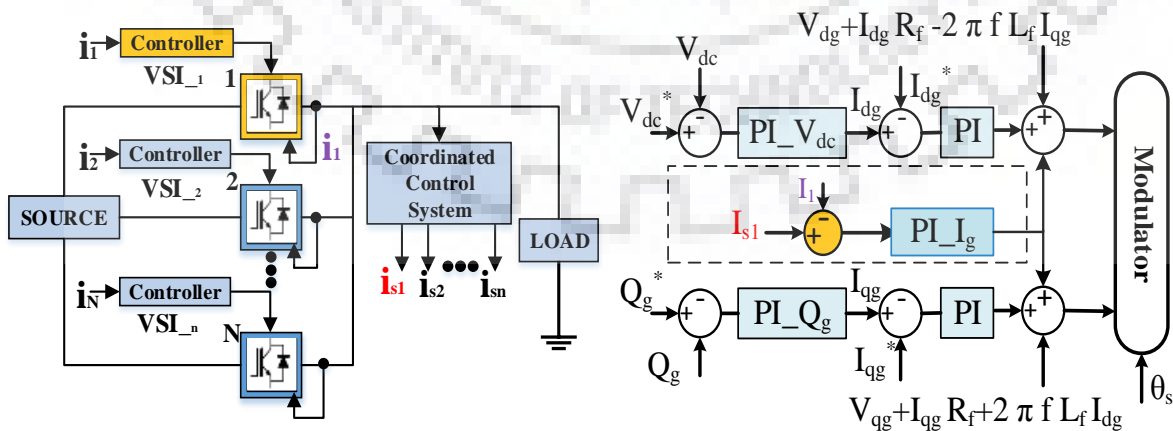 i1
Controller
VSI_1
1
i1
i2
Controller
VSI_2
2
SOURCE
iN
Controller
VSI_n
N
Coordinated
Control
System
LOAD
is1 is2 isn
Vdg+Idg Rf -2 π f Lf Iqg
Vdc
Vdc*
-
+
PI_Vdc
Idg
Idg*
-
+
PI
+
+
I1
Is1
-
+
PI_Ig
Qg*
-
+
Qg
PI_Qg
Iqg
Iqg*
-
+
PI
+
+
Vqg+Iqg Rf+2 π f Lf Idg
Modulator
θs